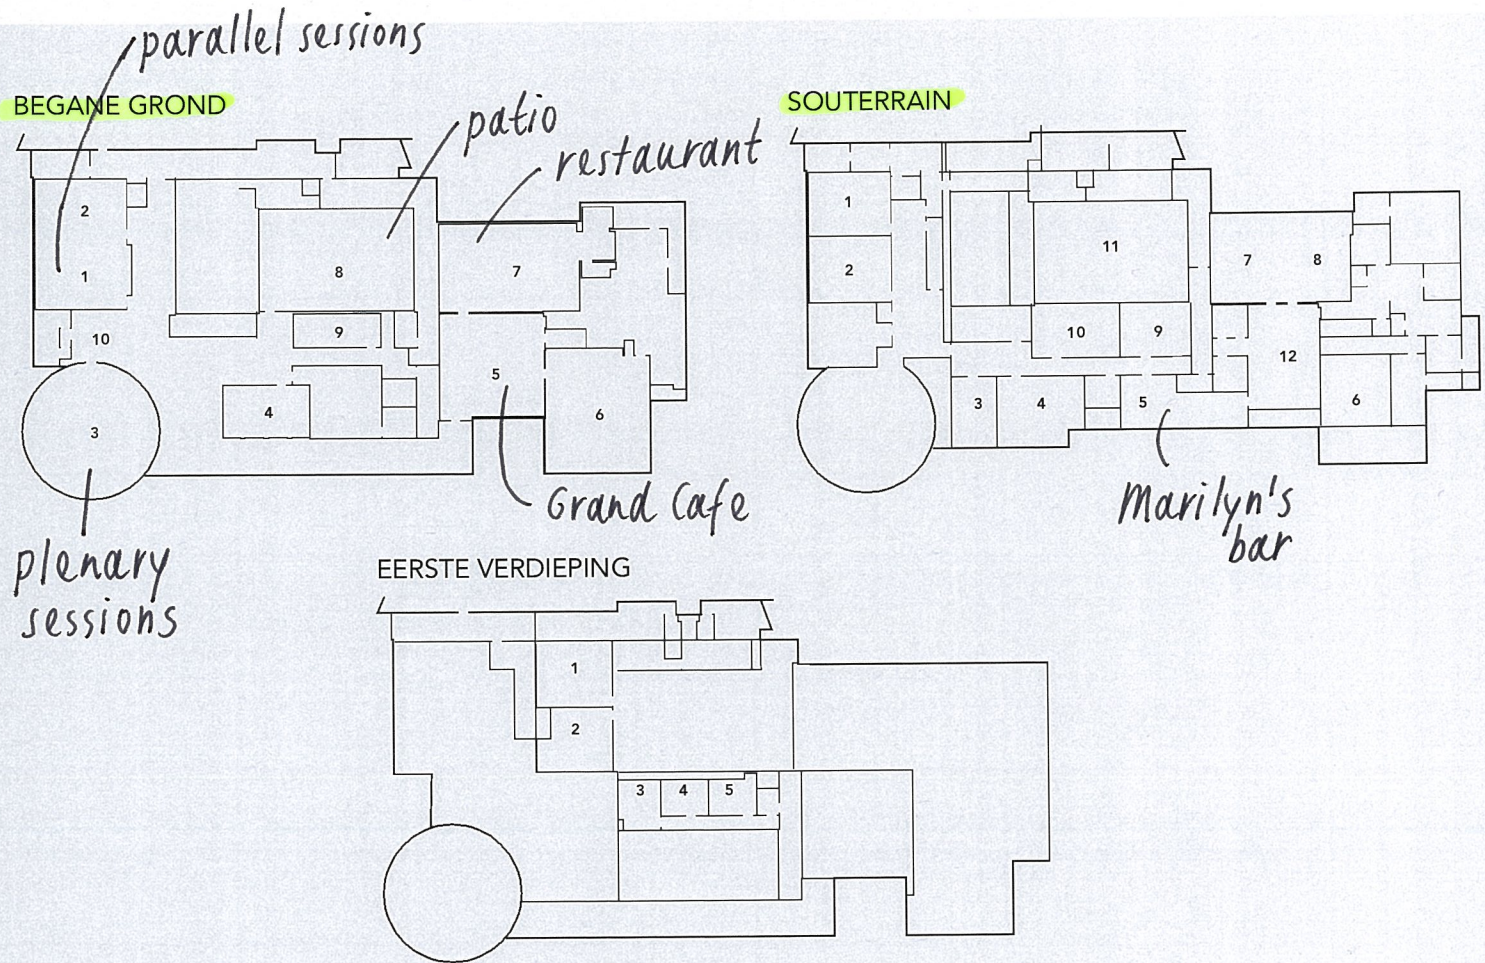 parallel sessions
BEGANE GROND
patio
restaurant
2
1
8
7
10
9
5
4
6
3
Grand Cafe
plenary
sessions
SOUTERRAIN
1
11
2
7
8
10
9
12
3
4
5
6
Marilyn's
bar
EERSTE VERDIEPING
1
2
3
4
5